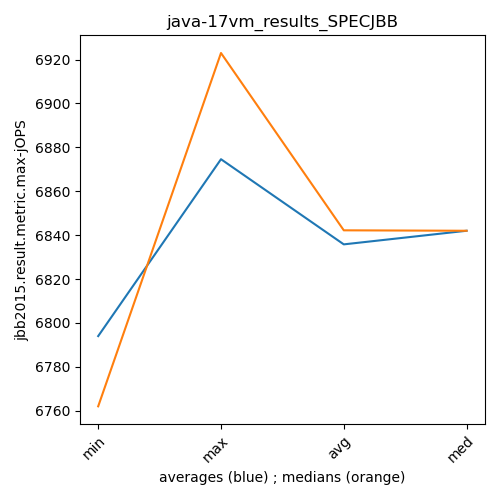 java-17vm_results_SPECJBB
jbb2015.result.metric.max-jOPS
6920
6900
6880
6860
6840
6820
6800
6780
6760
min
max
avg
med
averages (blue) ; medians (orange)